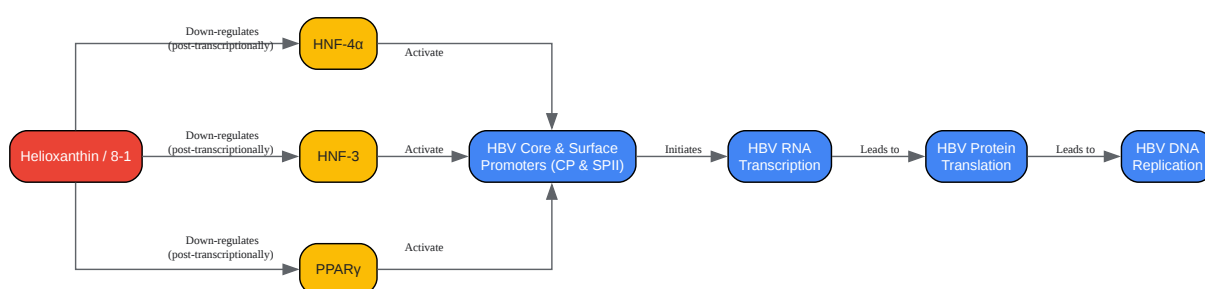 Down-regulates
(post-transcriptionally)
HNF-4α
Activate
Helioxanthin / 8-1
Down-regulates
(post-transcriptionally)
HNF-3
Activate
HBV Core & Surface
Promoters (CP & SPII)
Initiates
HBV RNA
Transcription
Leads to
HBV Protein
Translation
Leads to
HBV DNA
Replication
Down-regulates
(post-transcriptionally)
PPARγ
Activate